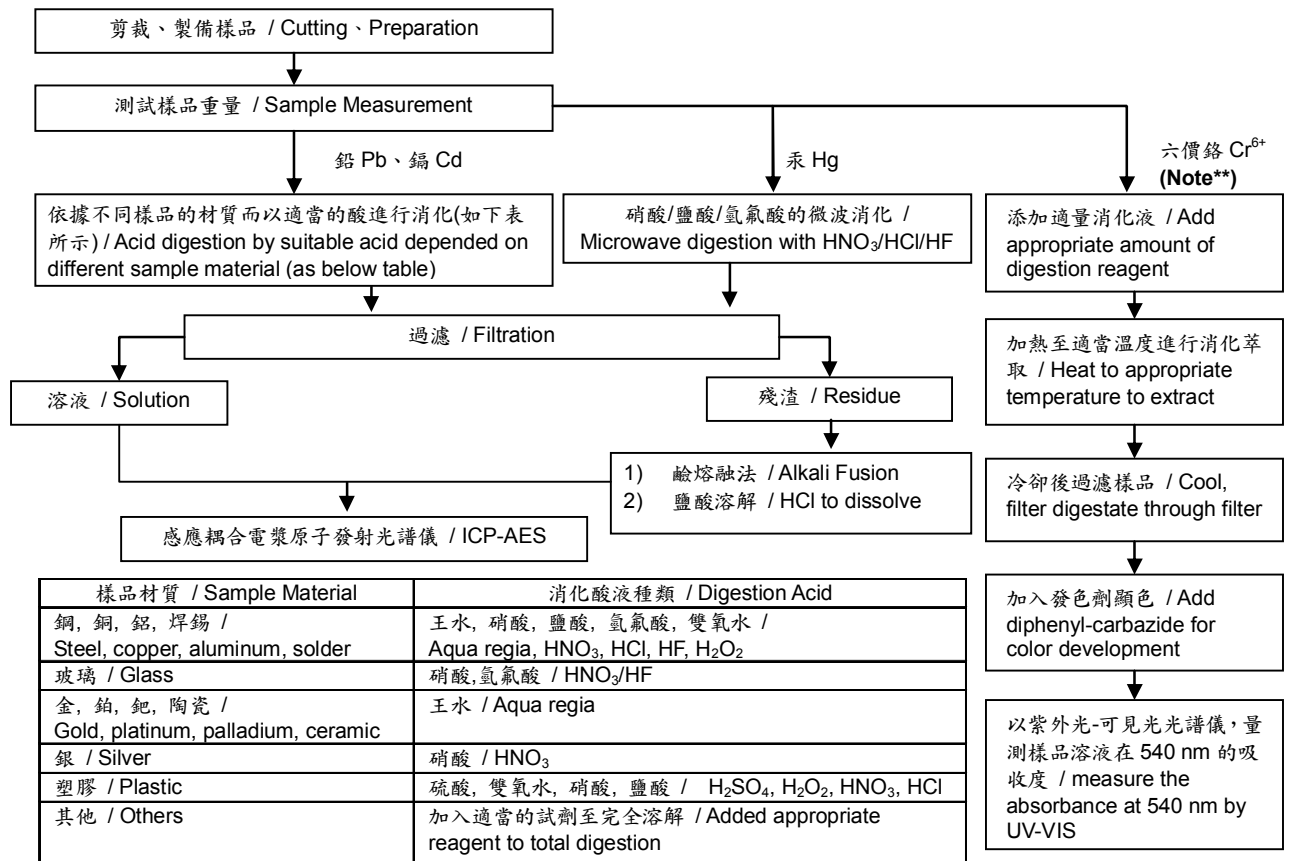 剪裁、製備樣品 / Cutting、Preparation
測試樣品重量 / Sample Measurement
鉛 Pb、鎘 Cd
汞 Hg
六價鉻 Cr⁶⁺
(Note**)
依據不同樣品的材質而以適當的酸進行消化(如下表
所示) / Acid digestion by suitable acid depended on
different sample material (as below table)
硝酸/鹽酸/氫氟酸的微波消化 /
Microwave digestion with HNO₃/HCl/HF
添加適量消化液 / Add
appropriate amount of
digestion reagent
過濾 / Filtration
加熱至適當溫度進行消化萃
取 / Heat to appropriate
temperature to extract
溶液 / Solution
殘渣 / Residue
1) 鹼熔融法 / Alkali Fusion
2) 鹽酸溶解 / HCl to dissolve
冷卻後過濾樣品 / Cool,
filter digestate through filter
感應耦合電漿原子發射光譜儀 / ICP-AES
加入發色劑顯色 / Add
diphenyl-carbazide for
color development
以紫外光-可見光光譜儀，量
測樣品溶液在 540 nm 的吸
收度 / measure the
absorbance at 540 nm by
UV-VIS
樣品材質 / Sample Material
消化酸液種類 / Digestion Acid
鋼, 銅, 鋁, 焊錫 /
Steel, copper, aluminum, solder
王水, 硝酸, 鹽酸, 氫氟酸, 雙氧水 /
Aqua regia, HNO₃, HCl, HF, H₂O₂
玻璃 / Glass
硝酸,氫氟酸 / HNO₃/HF
金, 鉑, 鈀, 陶瓷 /
Gold, platinum, palladium, ceramic
王水 / Aqua regia
銀 / Silver
硝酸 / HNO₃
塑膠 / Plastic
硫酸, 雙氧水, 硝酸, 鹽酸 / H₂SO₄, H₂O₂, HNO₃, HCl
其他 / Others
加入適當的試劑至完全溶解 / Added appropriate
reagent to total digestion